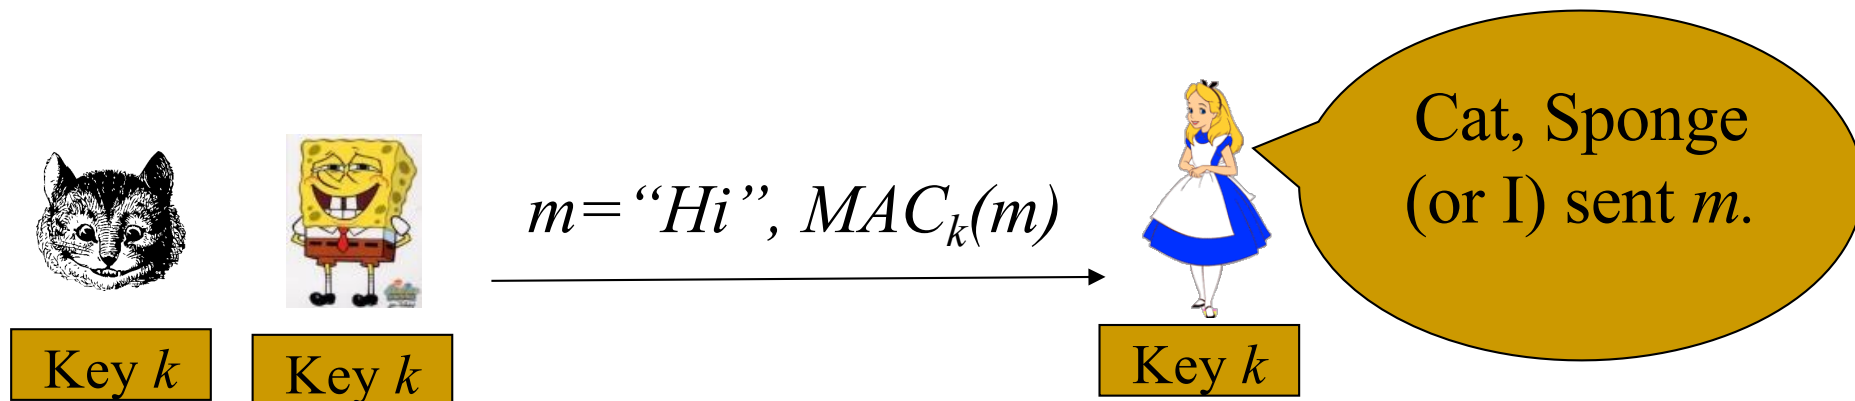 Cat, Sponge
(or I) sent m.
m=“Hi”, MACk(m)
Key k
Key k
Key k